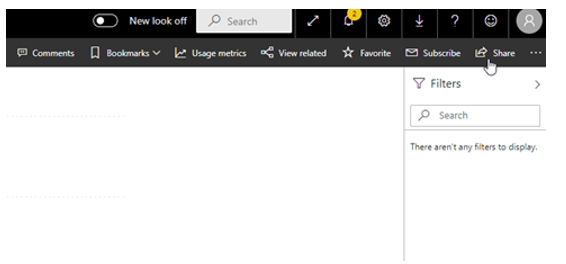 New look off Search 2 ?
Comments Bookmarks Usage metrics View related Favorite Subscribe Share ...
Filters
Search
There aren't any filters to display.